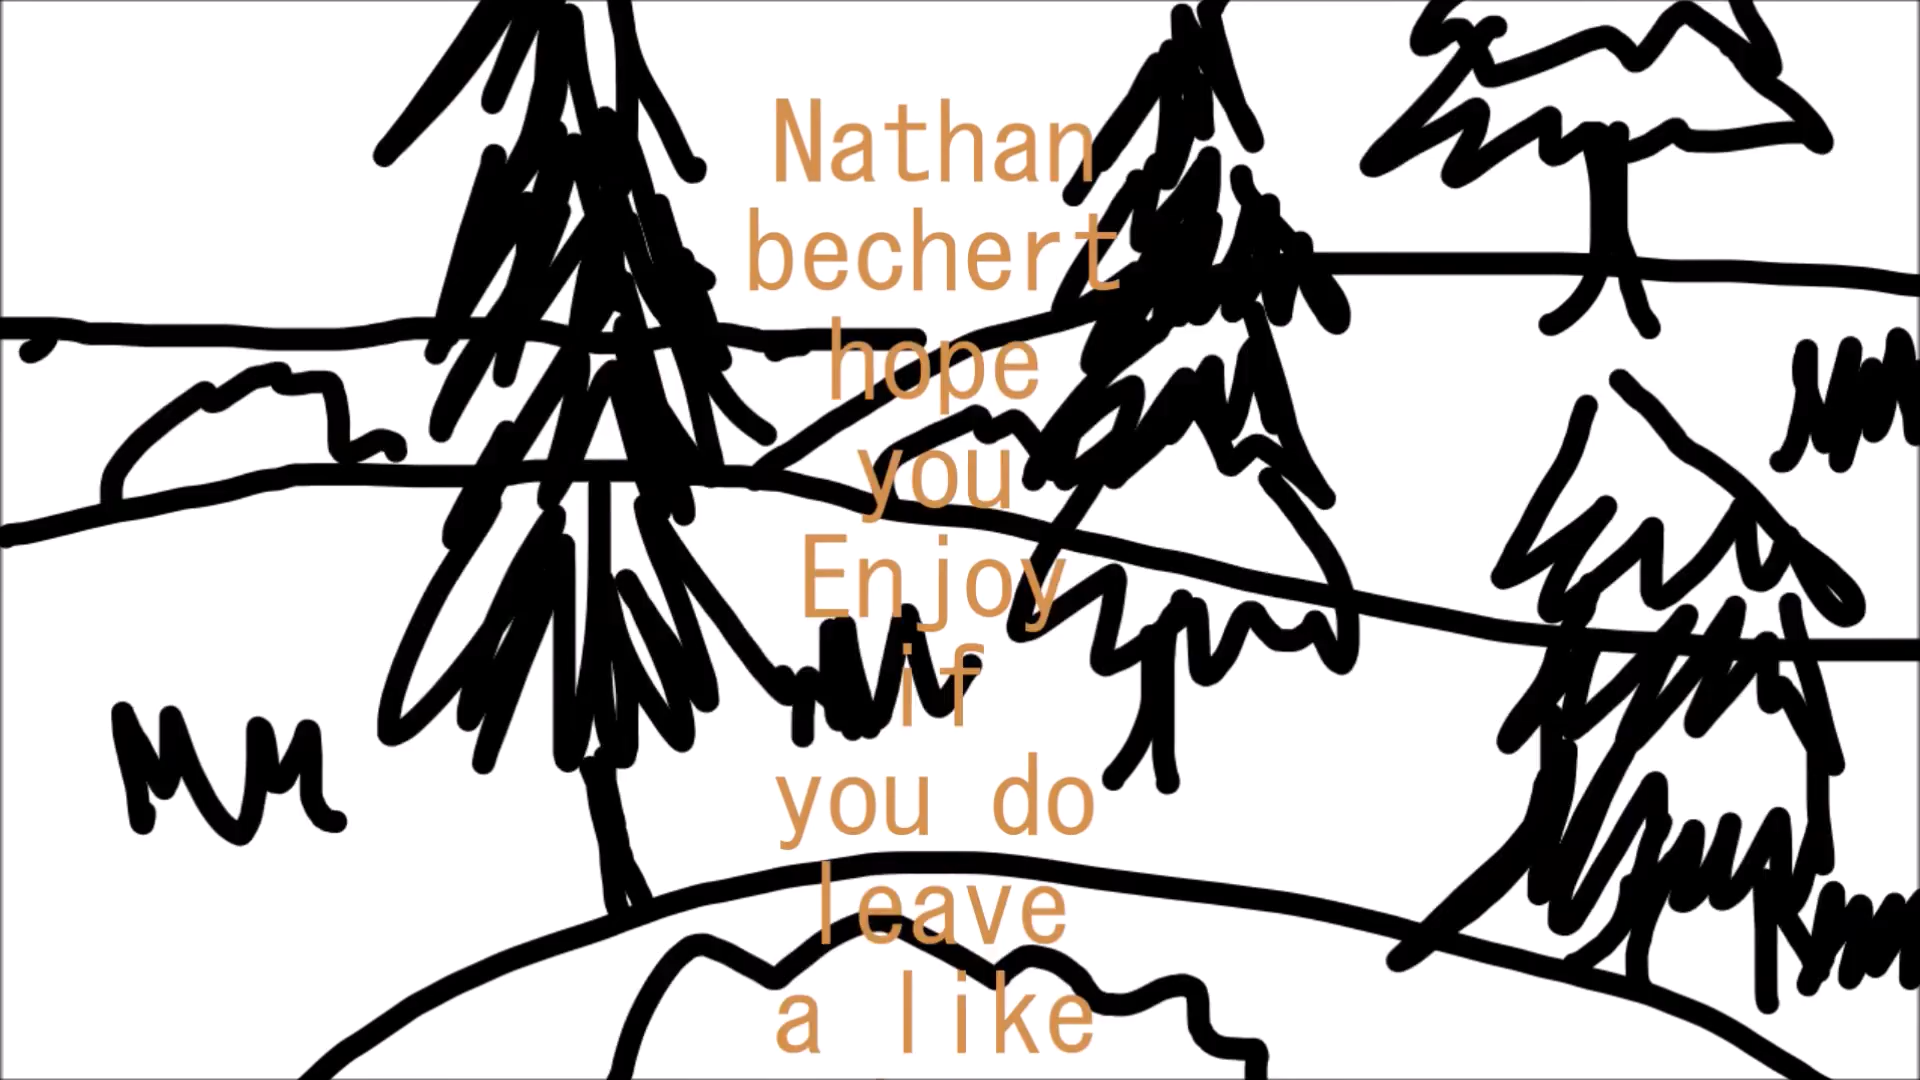 Nathan
bechert
hope
you
Enjoy
if
you do
leave
a like